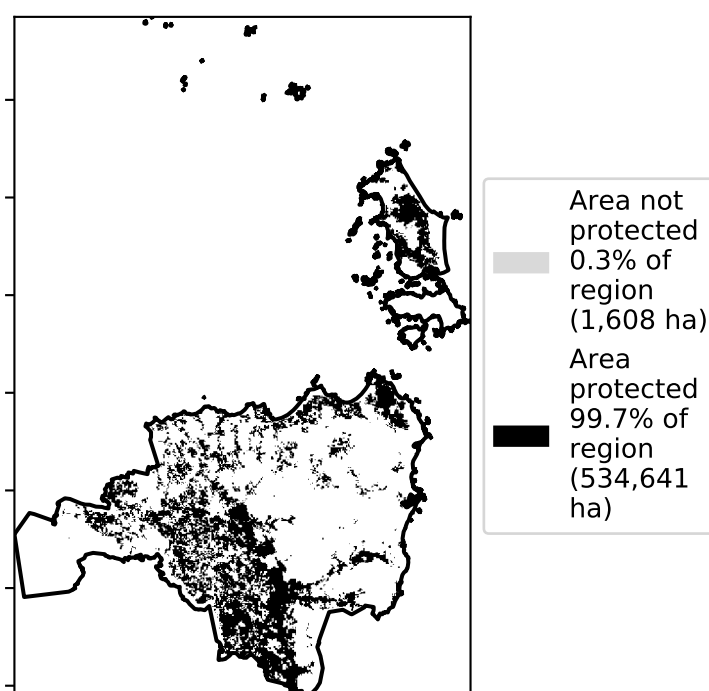 Area not
protected
0.3% of
region
(1,608 ha)
Area
protected
99.7% of
region
(534,641
ha)